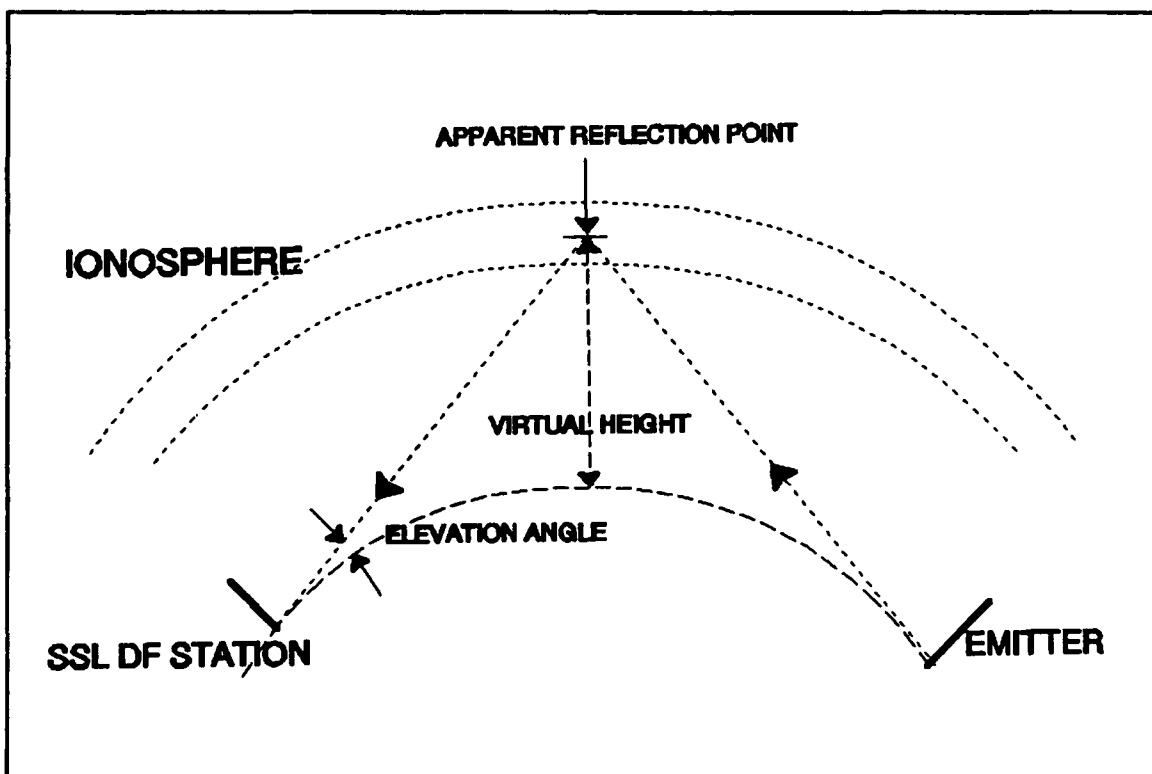 APPARENT REFLECTION POINT
IONOSPHERE
VIRTUAL HEIGHT
ELEVATION ANGLE
SSL DF STATION
EMITTER